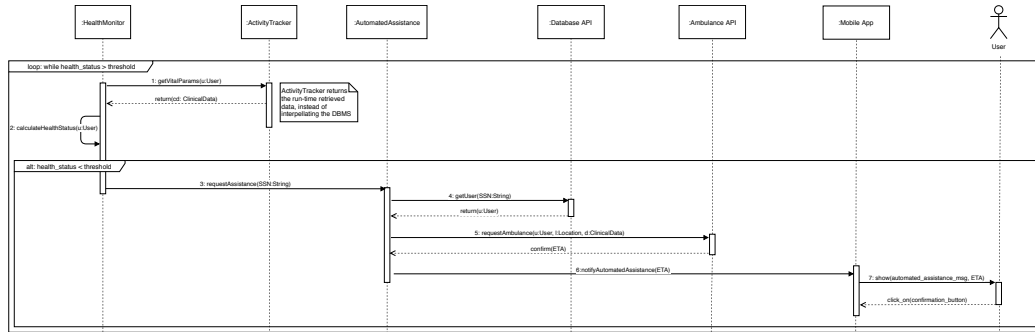 :HealthMonitor
:ActivityTracker
:AutomatedAssistance
:Database API
:Ambulance API
:Mobile App
User
loop: while health_status > threshold
1: getVitalParams(u:User)
ActivityTracker returns
the run-time retrieved
data, instead of
interpellating the DBMS
return(cd: ClinicalData)
2: calculateHealthStatus(u:User)
alt: health_status < threshold
3: requestAssistance(SSN:String)
4: getUser(SSN:String)
return(u:User)
5: requestAmbulance(u:User, l:Location, d:ClinicalData)
confirm(ETA)
6:notifyAutomatedAssistance(ETA)
7: show(automated_assistance_msg, ETA)
click_on(confirmation_button)